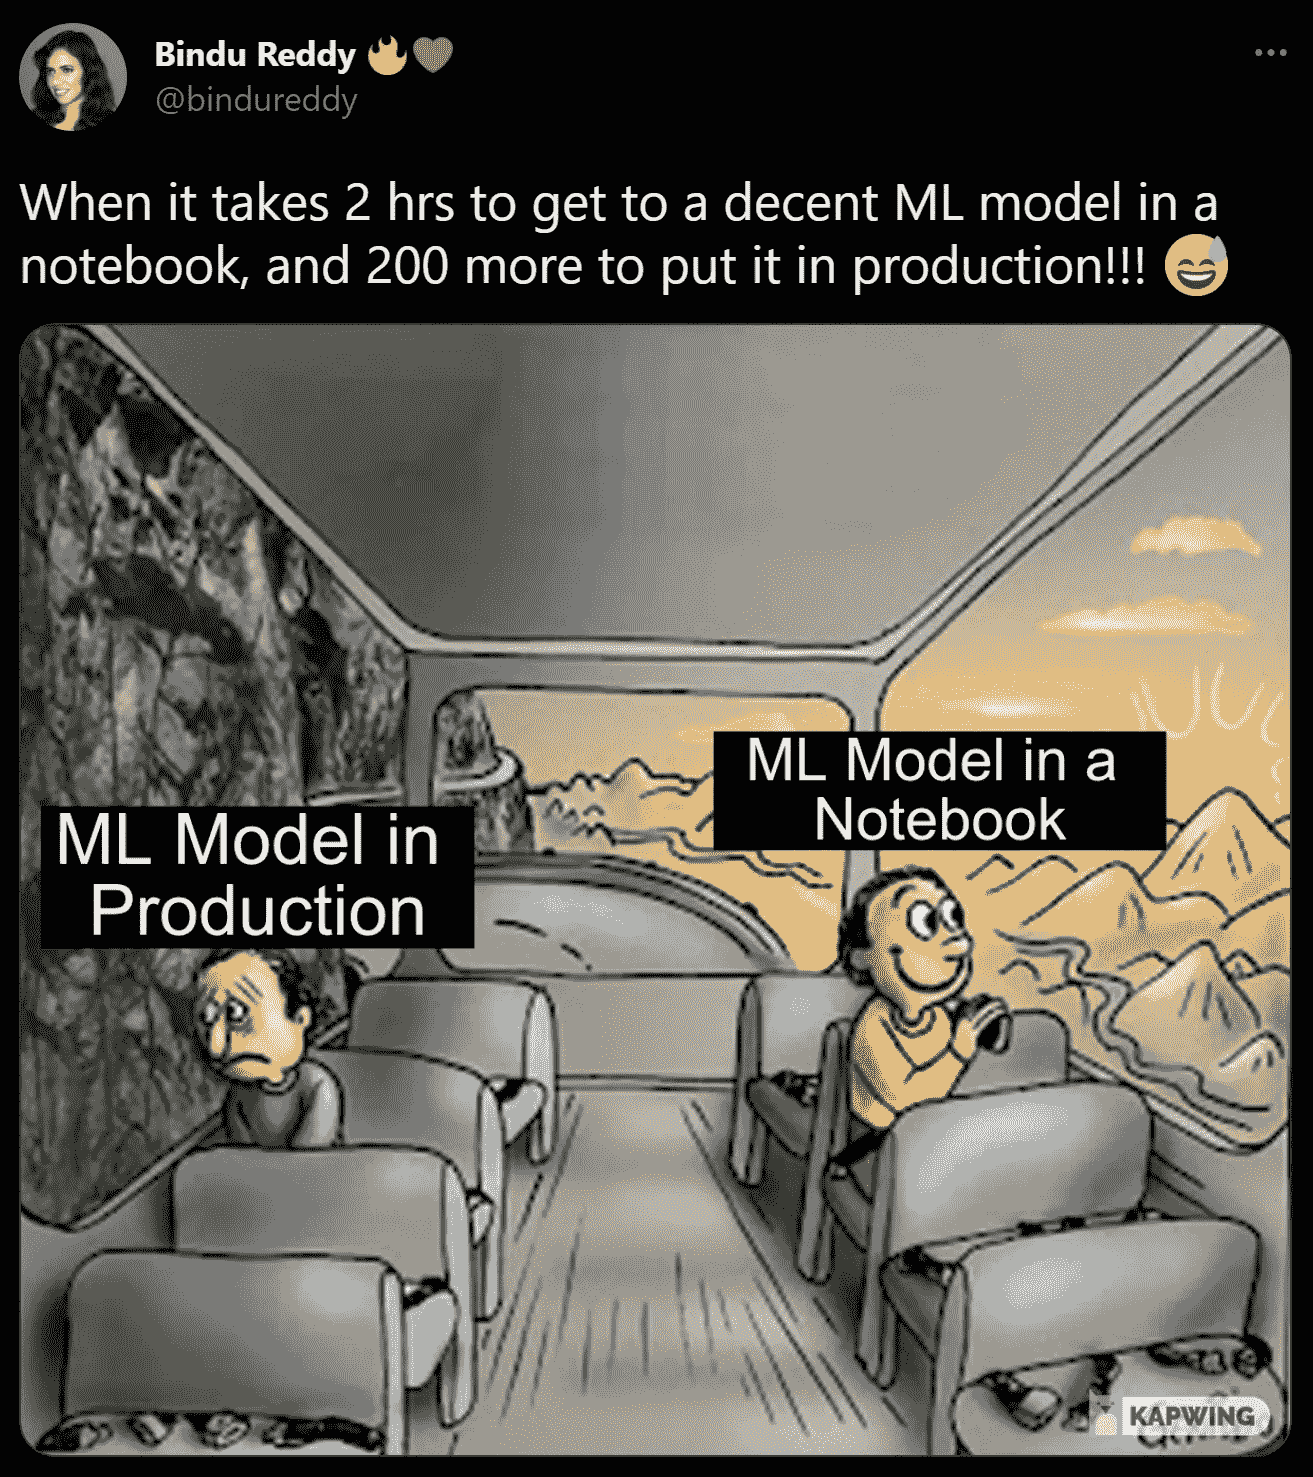 Bindu Reddy 🔥🧡
@bindureddy
When it takes 2 hrs to get to a decent ML model in a
notebook, and 200 more to put it in production!!! 😅
ML Model in a
Notebook
ML Model in
Production
KAPWING